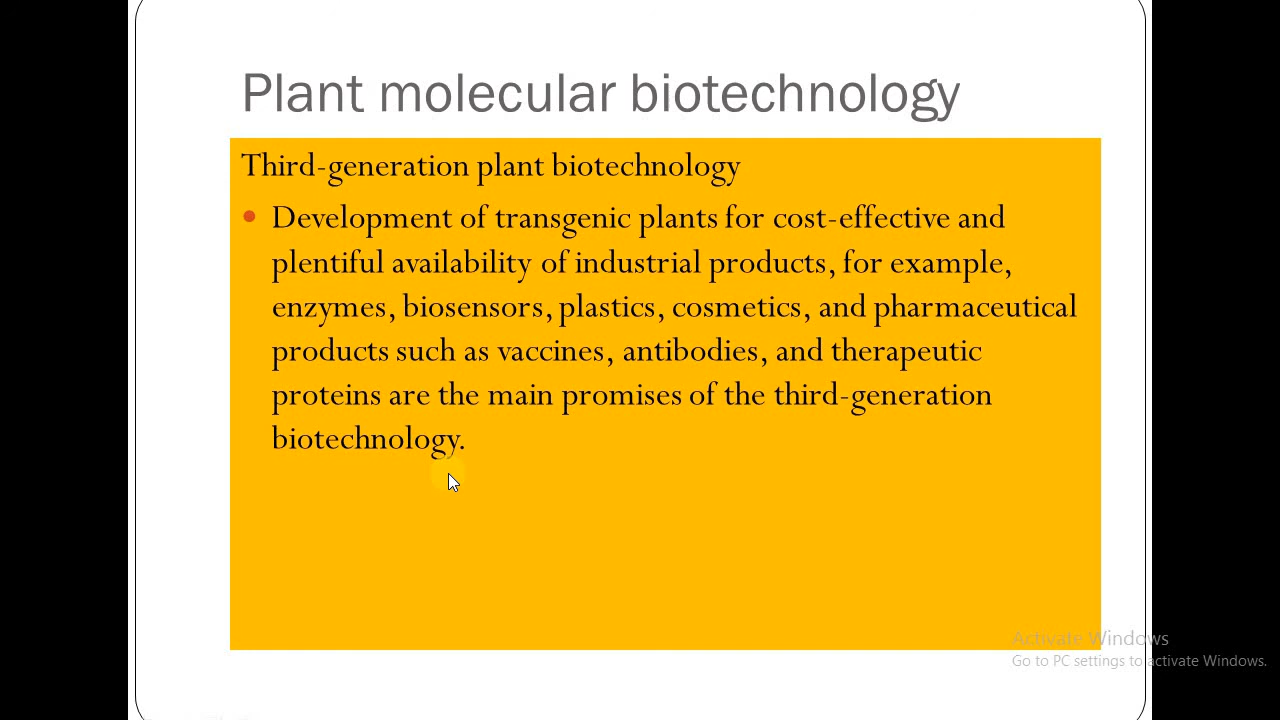 Plant molecular biotechnology
Third-generation plant biotechnology
Development of transgenic plants for cost-effective and
plentiful availability of industrial products, for example,
enzymes, biosensors, plastics, cosmetics, and pharmaceutical
products such as vaccines, antibodies, and therapeutic
proteins are the main promises of the third-generation
biotechnology.
Activate Windows
Go to PC settings to activate Windows.